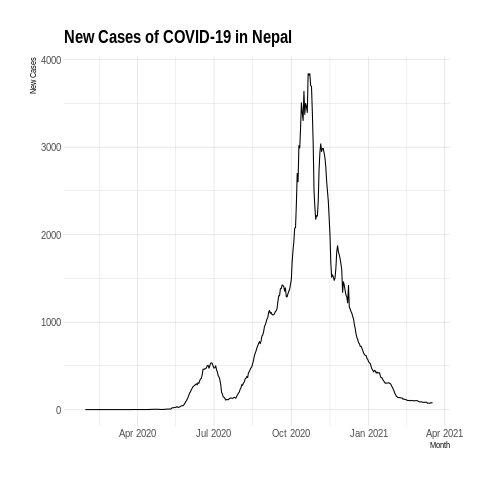 New Cases of COVID-19 in Nepal
New Cases
4000
3000
2000
1000
0
Apr 2020 Jul 2020 Oct 2020 Jan 2021 Apr 2021
Month